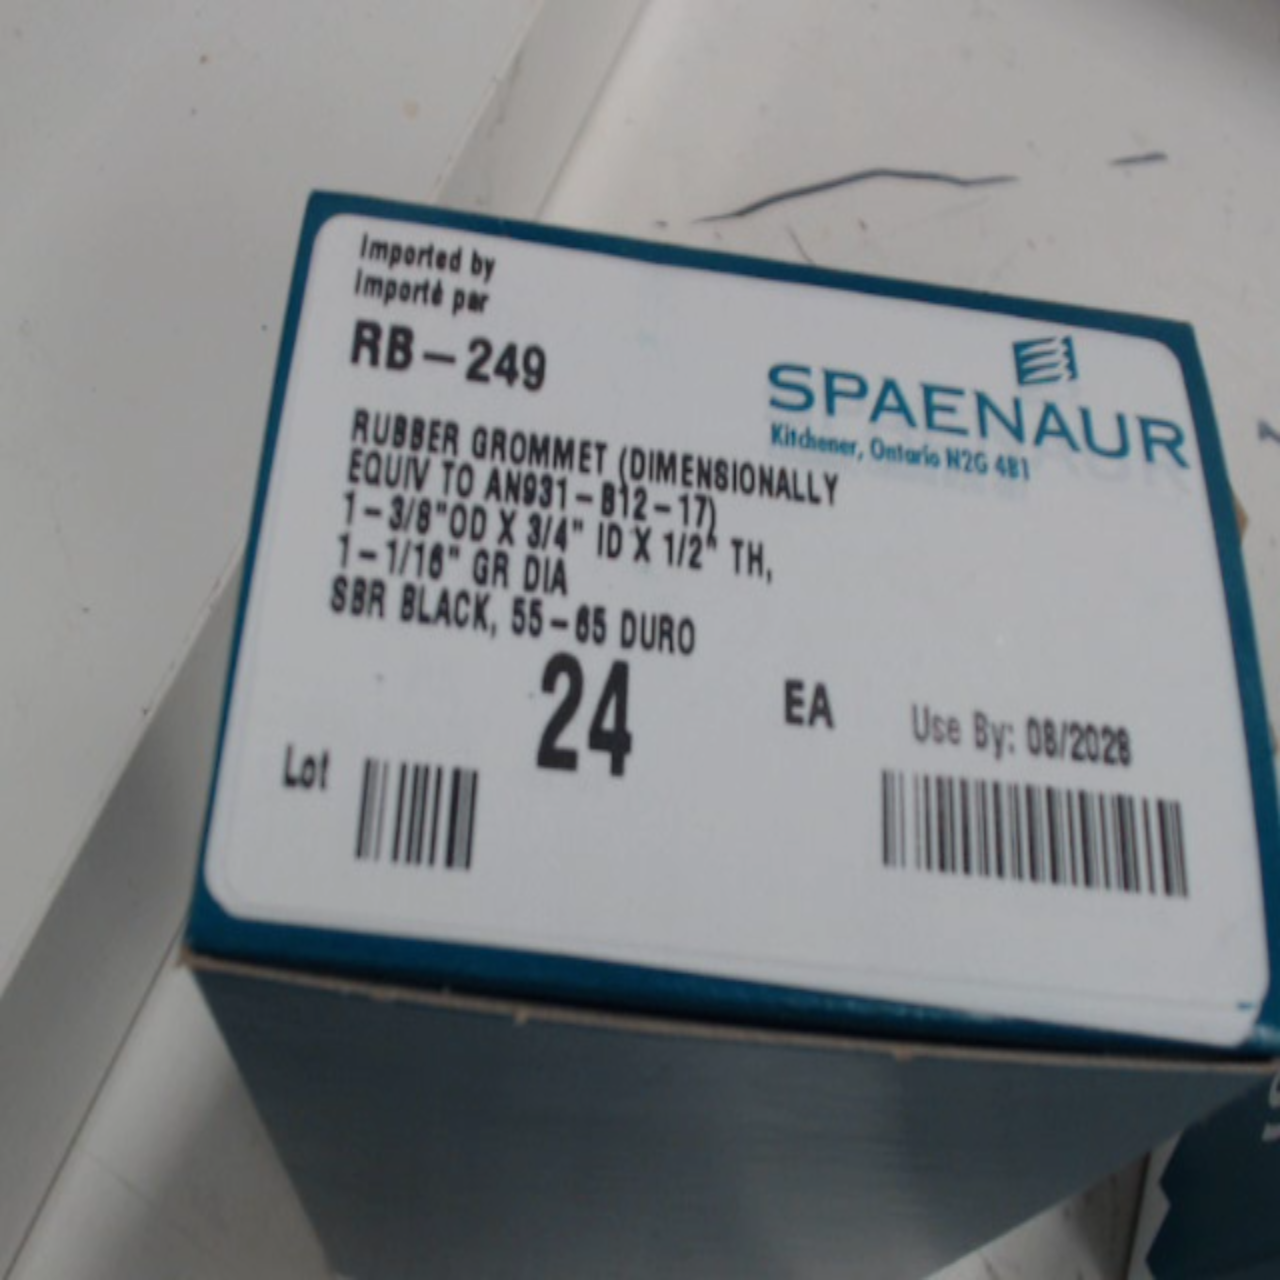 Imported by
Importé par
RB-249
SPAENAUR
Kitchener, Ontario N2G 4B1
RUBBER GROMMET (DIMENSIONALLY
EQUIV TO AN931-B12-17)
1-3/8"OD X 3/4" ID X 1/2" TH,
1-1/16" GR DIA
SBR BLACK, 55-65 DURO
24
EA
Use By: 08/2028
Lot